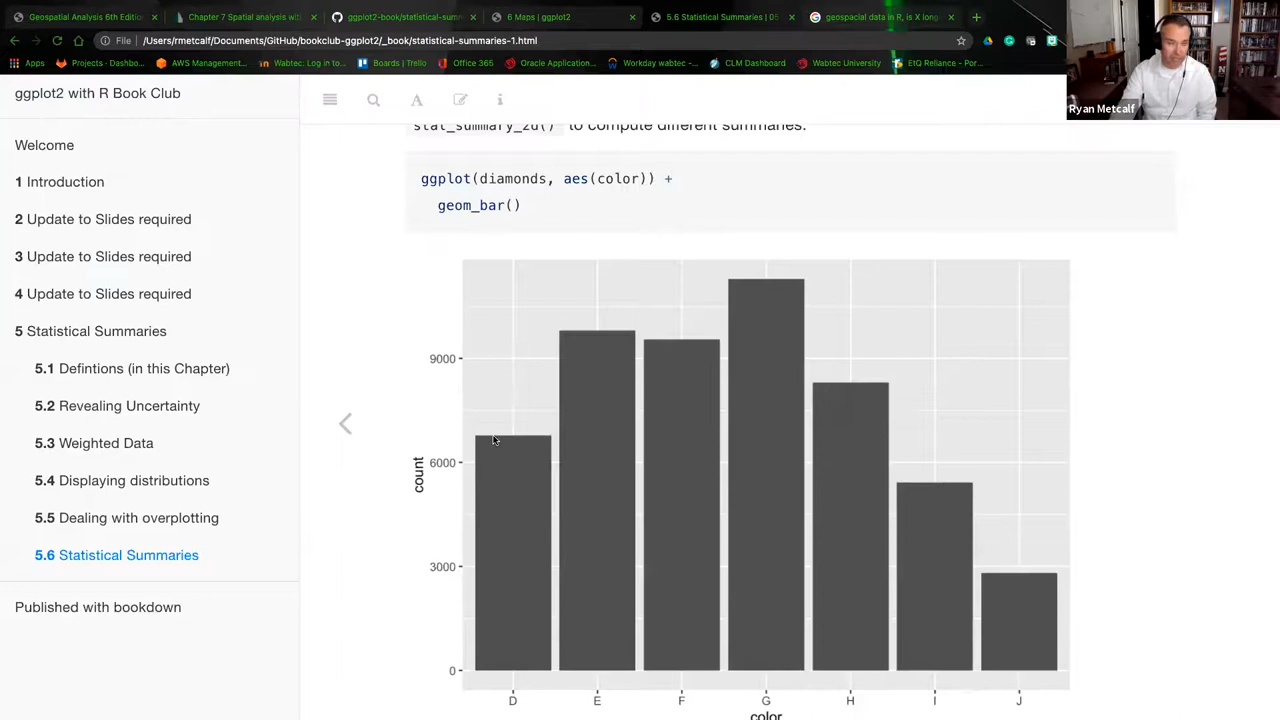 Geospatial Analysis 6th Edition
Chapter 7 Spatial analysis with
ggplot2-book/statistical-summ
6 Maps | ggplot2
5.6 Statistical Summaries | 05
geospacial data in R, is X long
File
/Users/rmetcalf/Documents/GitHub/bookclub-ggplot2/_book/statistical-summaries-1.html
Apps
Projects · Dashbo...
AWS Management...
Wabtec: Log in to...
Boards | Trello
Office 365
Oracle Application...
Workday wabtec -...
CLM Dashboard
Wabtec University
EtQ Reliance - Por...
Ryan Metcalf
ggplot2 with R Book Club
Welcome
1 Introduction
2 Update to Slides required
3 Update to Slides required
4 Update to Slides required
5 Statistical Summaries
5.1 Defintions (in this Chapter)
5.2 Revealing Uncertainty
5.3 Weighted Data
5.4 Displaying distributions
5.5 Dealing with overplotting
5.6 Statistical Summaries
Published with bookdown
A
i
stat_summary_2d() to compute different summaries.
ggplot(diamonds, aes(color)) +
geom_bar()
count
9000
6000
3000
0
D E F G H I J
color